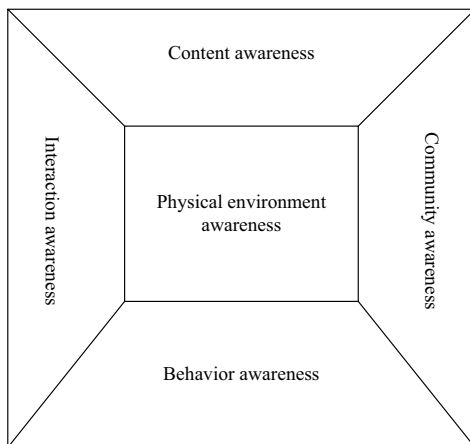 Content awareness
Interaction awareness
Physical environment
awareness
Community awareness
Behavior awareness